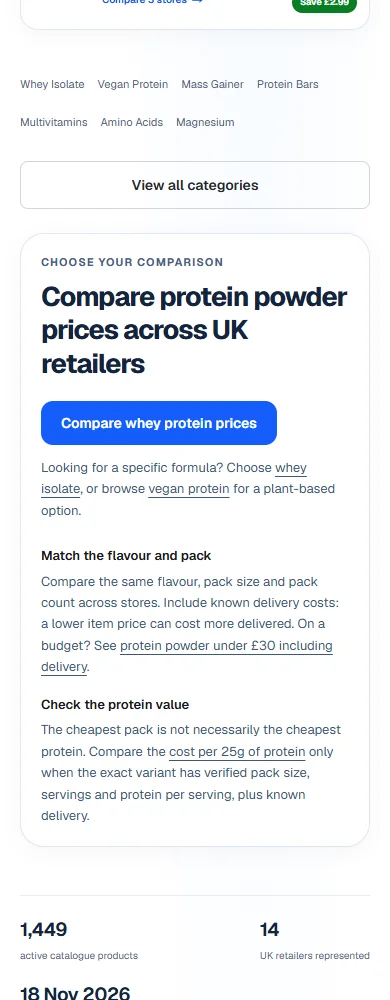 Compare 3 stores →
Save £2.99
Whey Isolate Vegan Protein Mass Gainer Protein Bars
Multivitamins Amino Acids Magnesium
View all categories
CHOOSE YOUR COMPARISON
Compare protein powder
prices across UK
retailers
Compare whey protein prices
Looking for a specific formula? Choose whey
isolate, or browse vegan protein for a plant-based
option.
Match the flavour and pack
Compare the same flavour, pack size and pack
count across stores. Include known delivery costs:
a lower item price can cost more delivered. On a
budget? See protein powder under £30 including
delivery.
Check the protein value
The cheapest pack is not necessarily the cheapest
protein. Compare the cost per 25g of protein only
when the exact variant has verified pack size,
servings and protein per serving, plus known
delivery.
1,449 14
active catalogue products UK retailers represented
18 Nov 2026